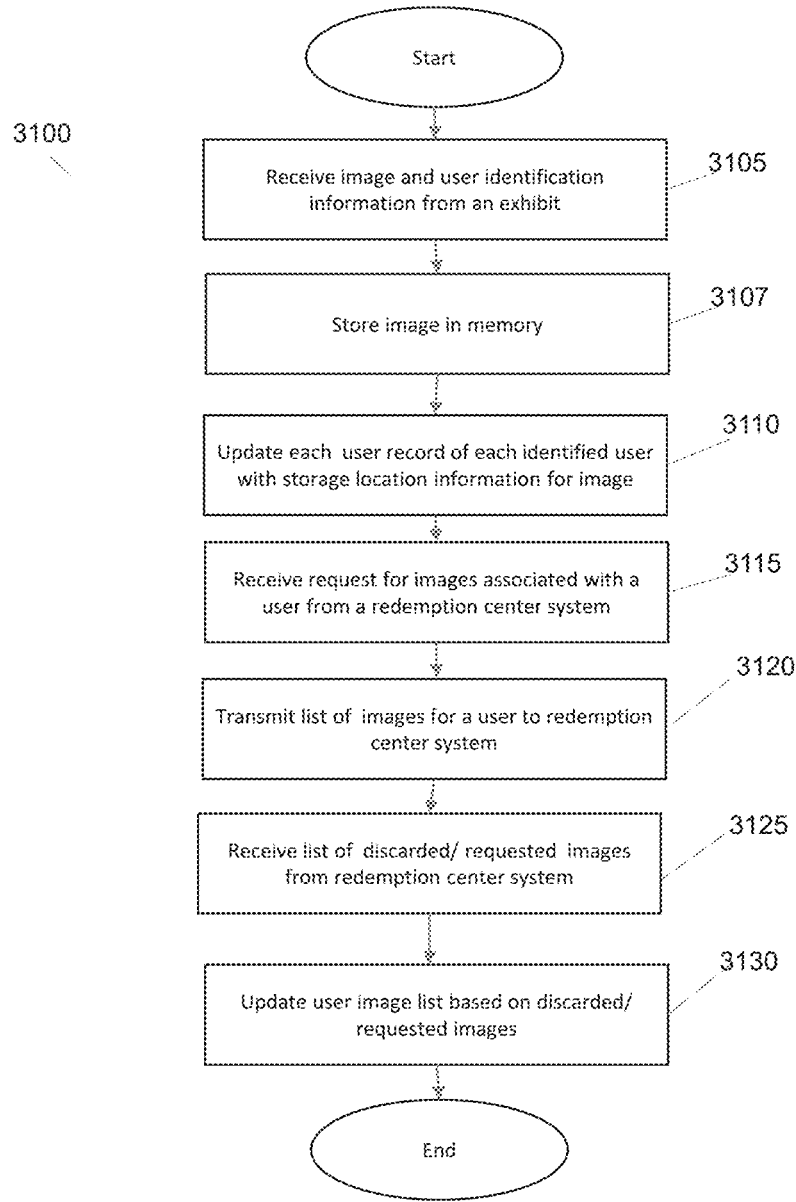 Start
3100
3105
Receive image and user identification
information from an exhibit
3107
Store image in memory
3110
Update each user record of each identified user
with storage location information for image
3115
Receive request for images associated with a
user from a redemption center system
3120
Transmit list of images for a user to redemption
center system
3125
Receive list of discarded/ requested images
from redemption center system
3130
Update user image list based on discarded/
requested images
End